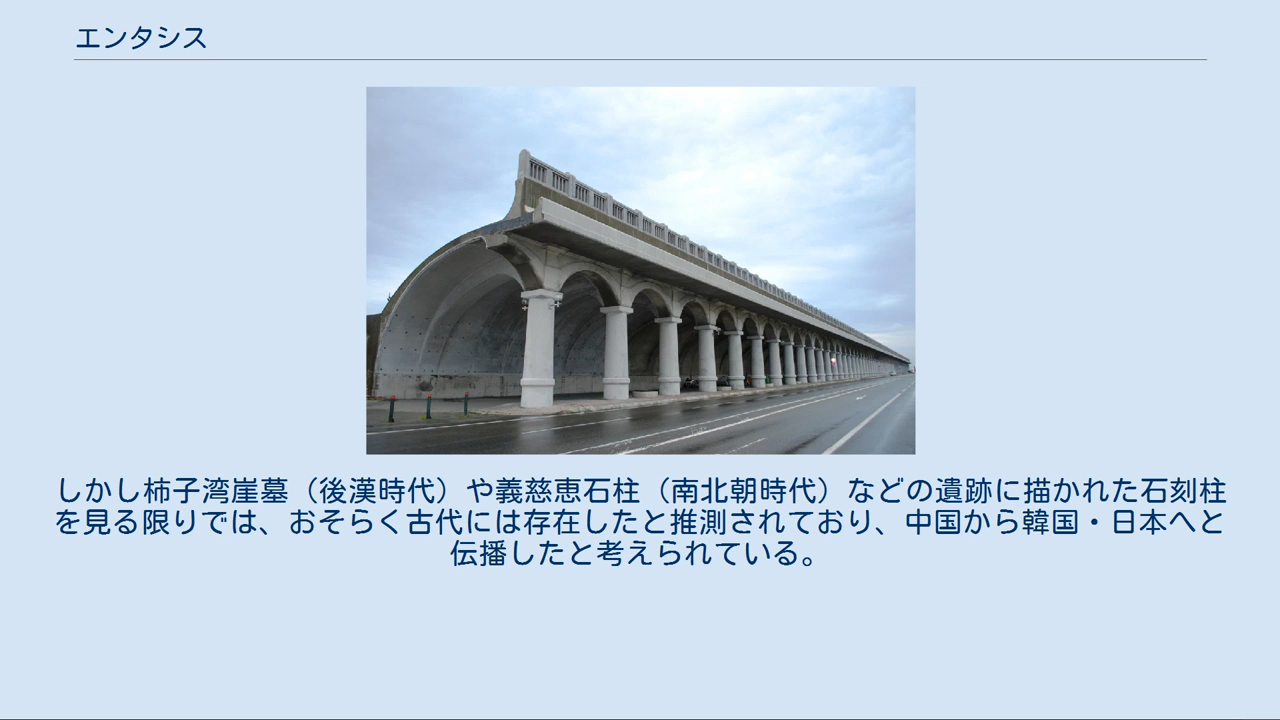 エンタシス
しかし柿子湾崖墓（後漢時代）や義慈恵石柱（南北朝時代）などの遺跡に描かれた石刻柱
を見る限りでは、おそらく古代には存在したと推測されており、中国から韓国・日本へと
伝播したと考えられている。